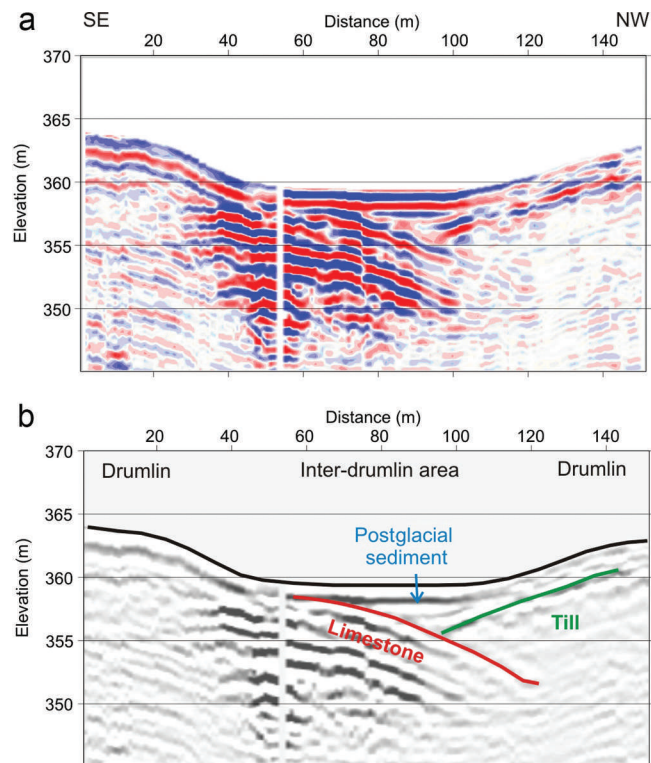 a
SE
Distance (m)
NW
20 40 60 80 100 120 140
370
365
360
355
350
Elevation (m)
b
Distance (m)
20 40 60 80 100 120 140
370
365
360
355
350
Elevation (m)
Drumlin
Inter-drumlin area
Drumlin
Postglacial
sediment
Limestone
Till